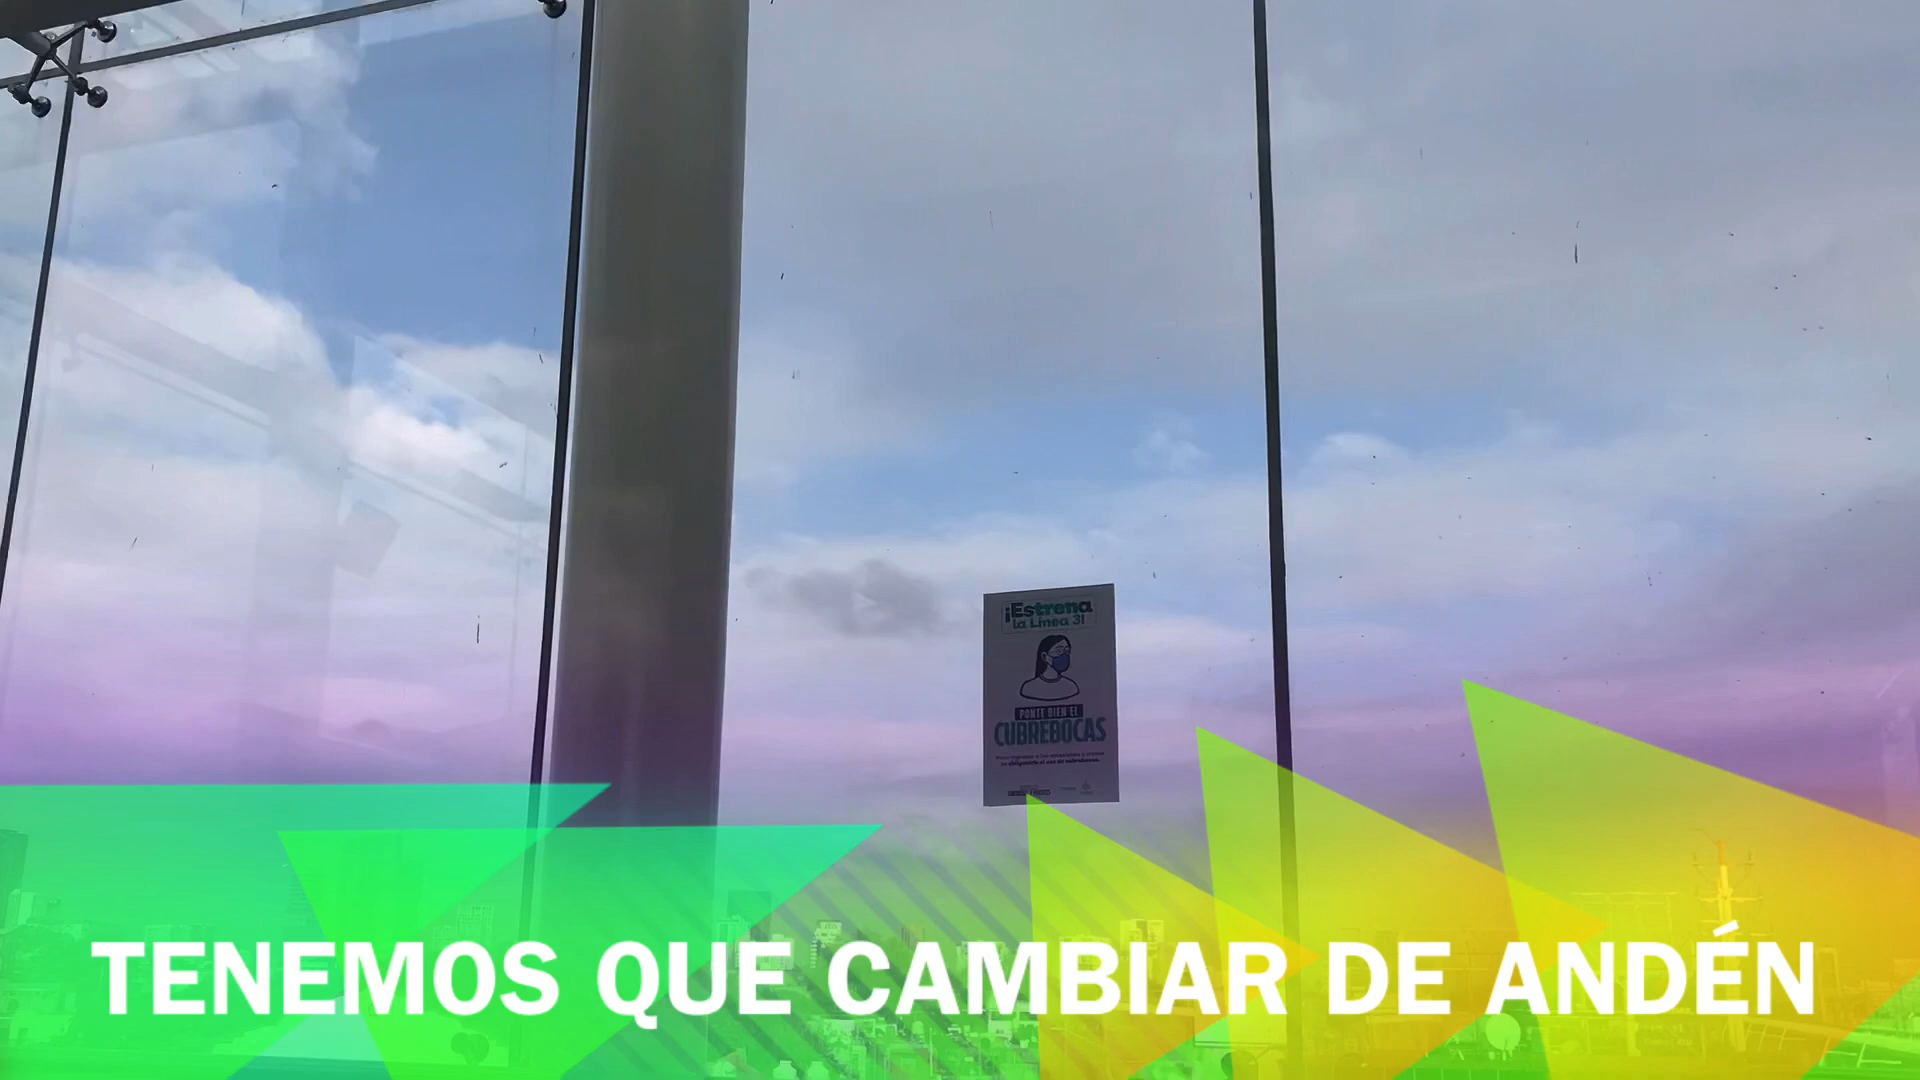 ¡Estrena
la Línea 3!
PONTE BIEN EL
CUBREBOCAS
TENEMOS QUE CAMBIAR DE ANDÉN